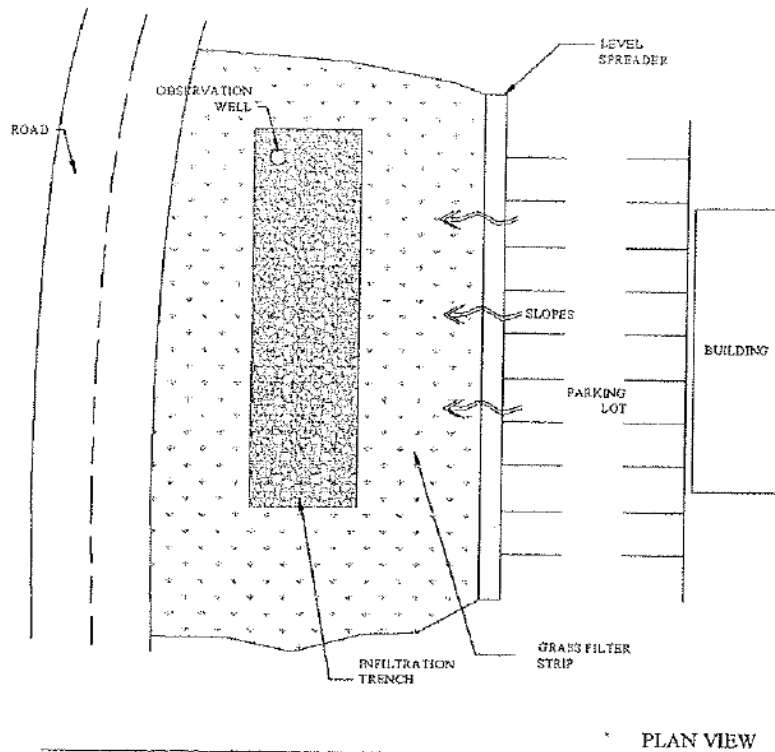 LEVEL
SPREADER
OBSERVATION
WELL
ROAD
SLOPES
BUILDING
PARKING
LOT
GRASS FILTER
STRIP
INFILTRATION
TRENCH
PLAN VIEW